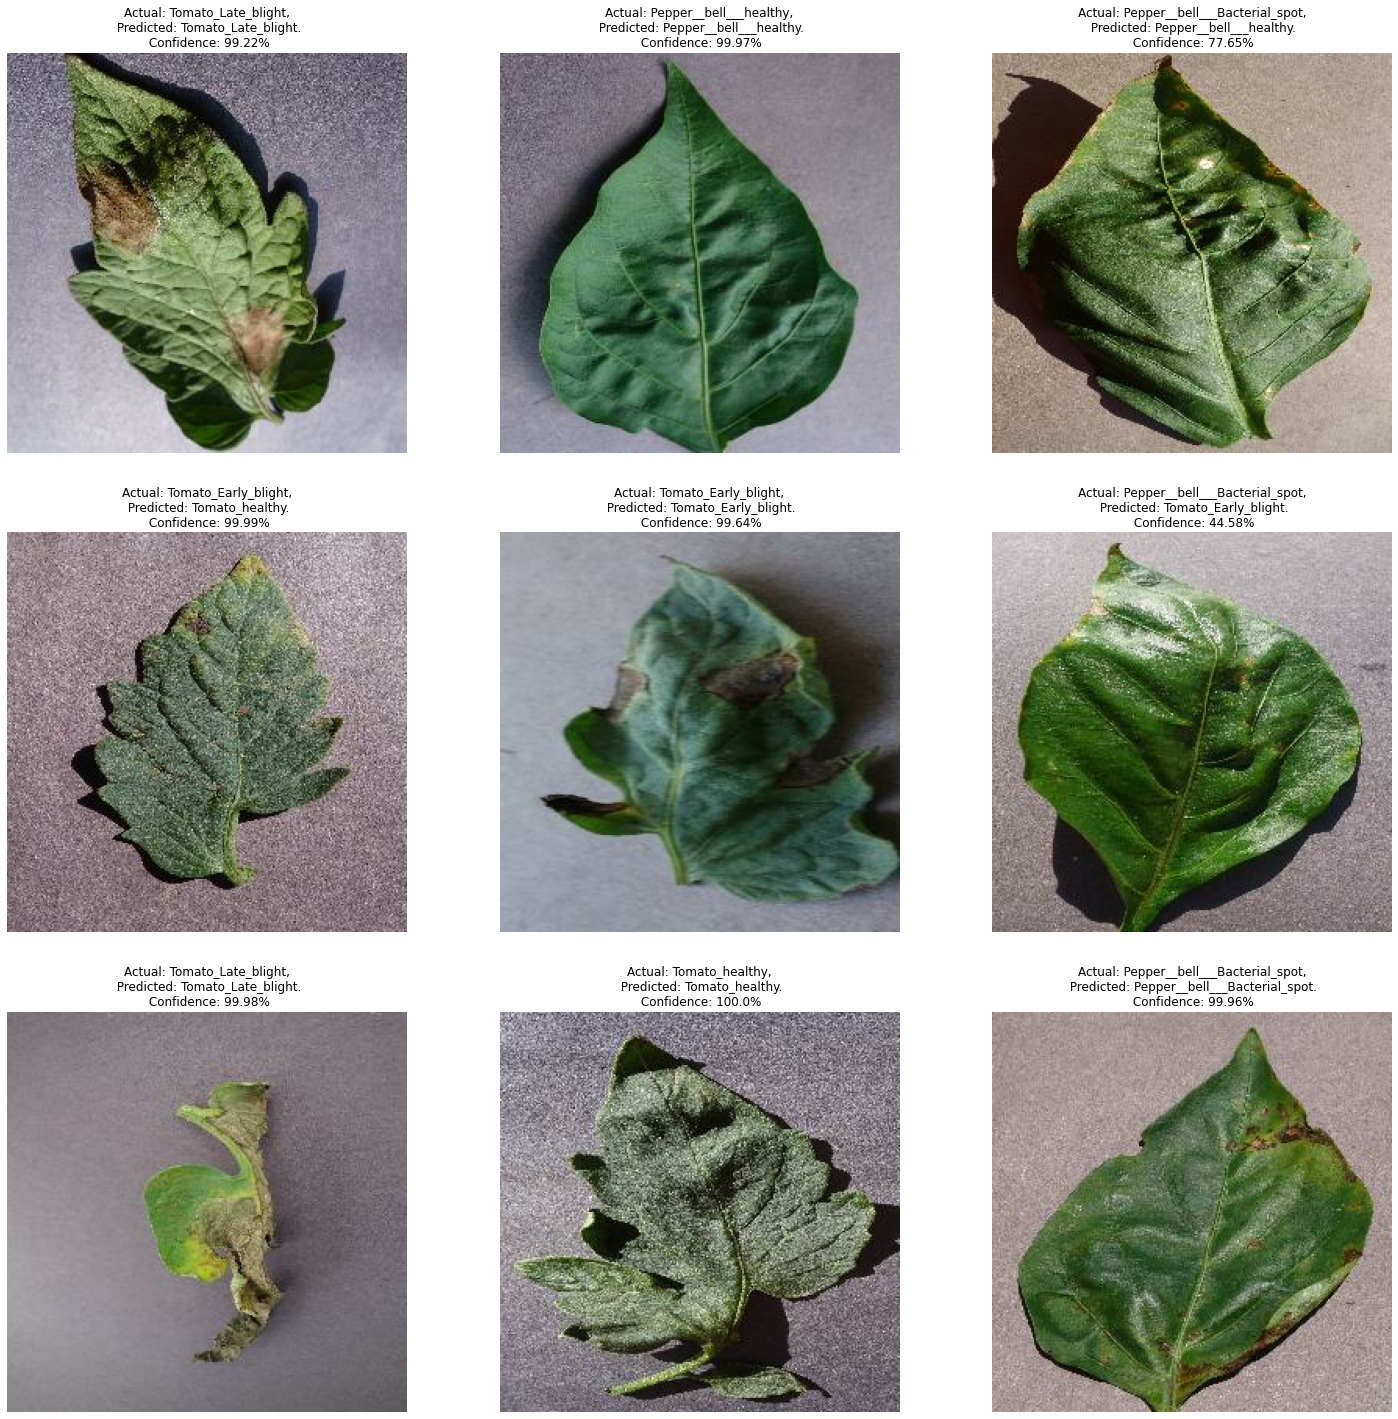 Actual: Tomato_Late_blight,
Predicted: Tomato_Late_blight.
Confidence: 99.22%
Actual: Pepper__bell___healthy,
Predicted: Pepper__bell___healthy.
Confidence: 99.97%
Actual: Pepper__bell___Bacterial_spot,
Predicted: Pepper__bell___healthy.
Confidence: 77.65%
Actual: Tomato_Early_blight,
Predicted: Tomato_healthy.
Confidence: 99.99%
Actual: Tomato_Early_blight,
Predicted: Tomato_Early_blight.
Confidence: 99.64%
Actual: Pepper__bell___Bacterial_spot,
Predicted: Tomato_Early_blight.
Confidence: 44.58%
Actual: Tomato_Late_blight,
Predicted: Tomato_Late_blight.
Confidence: 99.98%
Actual: Tomato_healthy,
Predicted: Tomato_healthy.
Confidence: 100.0%
Actual: Pepper__bell___Bacterial_spot,
Predicted: Pepper__bell___Bacterial_spot.
Confidence: 99.96%